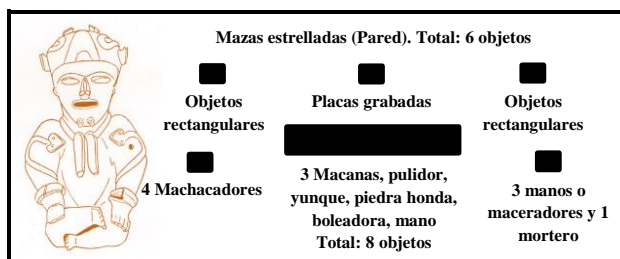 Mazas estrelladas (Pared). Total: 6 objetos
Objetos
rectangulares
Placas grabadas
Objetos
rectangulares
4 Machacadores
3 Macanas, pulidor,
yunque, piedra honda,
boleadora, mano
Total: 8 objetos
3 manos o
maceradores y 1
mortero